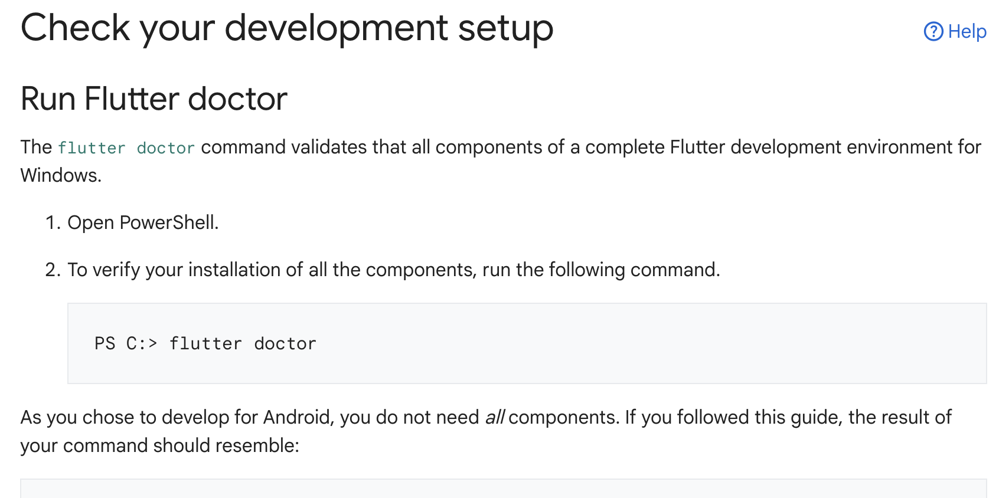 Check your development setup
Help
Run Flutter doctor
The flutter doctor command validates that all components of a complete Flutter development environment for
Windows.
1. Open PowerShell.
2. To verify your installation of all the components, run the following command.
PS C:> flutter doctor
As you chose to develop for Android, you do not need all components. If you followed this guide, the result of
your command should resemble: